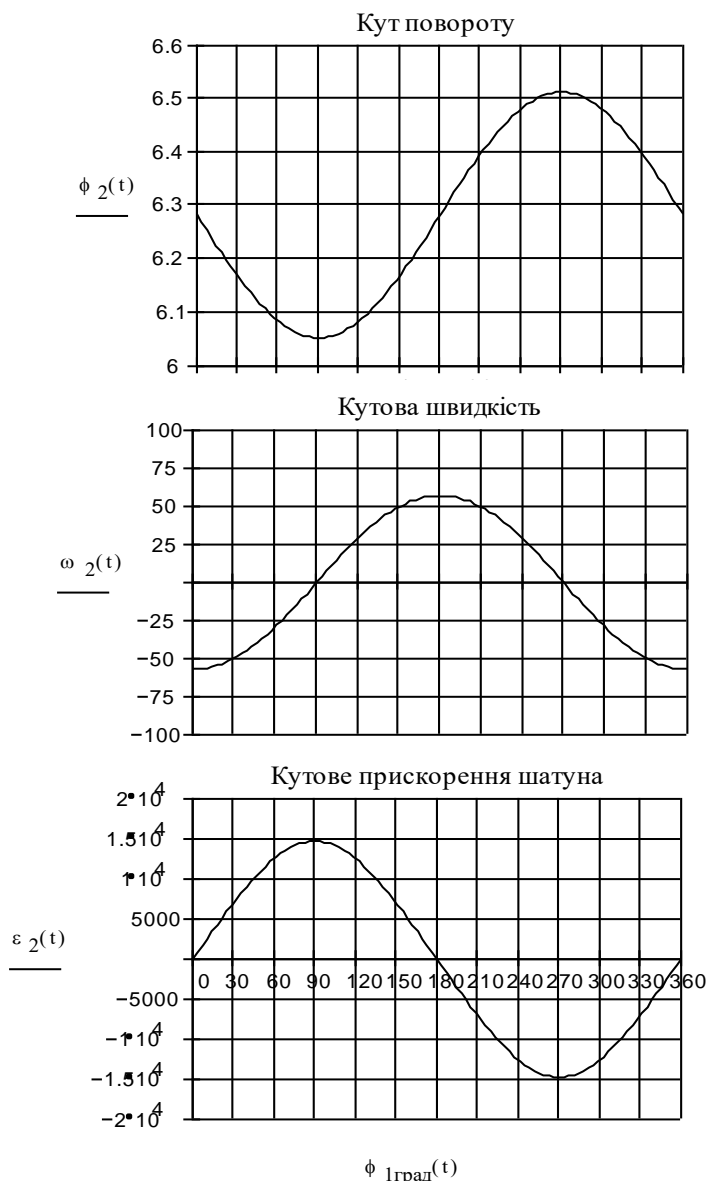 Кут повороту
6.6
6.5
6.4
ϕ 2(t)
6.3
6.2
6.1
6
Кутова швидкість
100
75
50
25
ω 2(t)
−25
−50
−75
−100
Кутове прискорення шатуна
2•10 4
1.5•10 4
1•10 4
5000
ε 2(t)
0 30 60 90 120 150 180 210 240 270 300 330 360
−5000
−1•10 4
−1.5•10 4
−2•10 4
ϕ 1град(t)